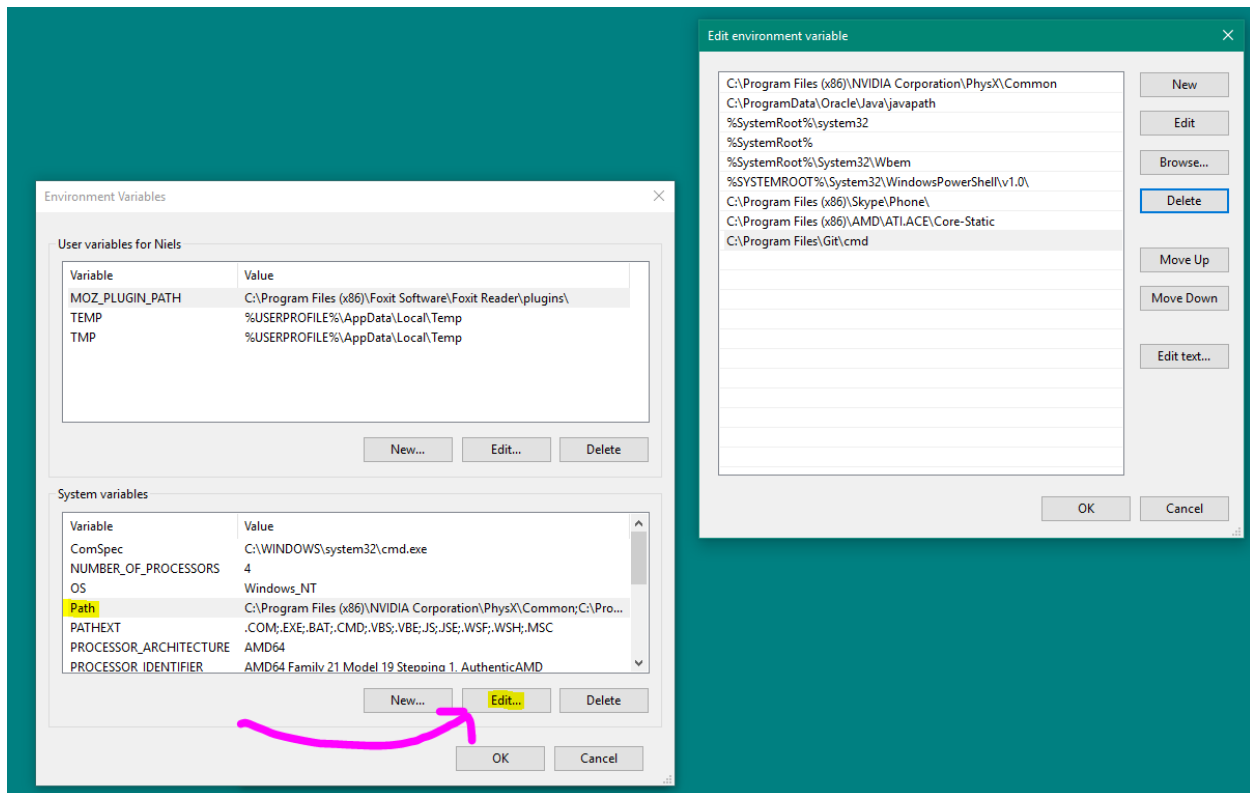 Environment Variables
User variables for Niels
Variable Value
MOZ_PLUGIN_PATH C:\Program Files (x86)\Foxit Software\Foxit Reader\plugins\
TEMP %USERPROFILE%\AppData\Local\Temp
TMP %USERPROFILE%\AppData\Local\Temp
New... Edit... Delete
System variables
Variable Value
ComSpec C:\WINDOWS\system32\cmd.exe
NUMBER_OF_PROCESSORS 4
OS Windows_NT
Path C:\Program Files (x86)\NVIDIA Corporation\PhysX\Common;C:\Pro...
PATHEXT .COM;.EXE;.BAT;.CMD;.VBS;.VBE;.JS;.JSE;.WSF;.WSH;.MSC
PROCESSOR_ARCHITECTURE AMD64
PROCESSOR_IDENTIFIER AMD64 Family 21 Model 19 Stepping 1, AuthenticAMD
New... Edit... Delete
OK Cancel
Edit environment variable
C:\Program Files (x86)\NVIDIA Corporation\PhysX\Common
C:\ProgramData\Oracle\Java\javapath
%SystemRoot%\system32
%SystemRoot%
%SystemRoot%\System32\Wbem
%SYSTEMROOT%\System32\WindowsPowerShell\v1.0\
C:\Program Files (x86)\Skype\Phone\
C:\Program Files (x86)\AMD\ATI.ACE\Core-Static
C:\Program Files\Git\cmd
New
Edit
Browse...
Delete
Move Up
Move Down
Edit text...
OK Cancel